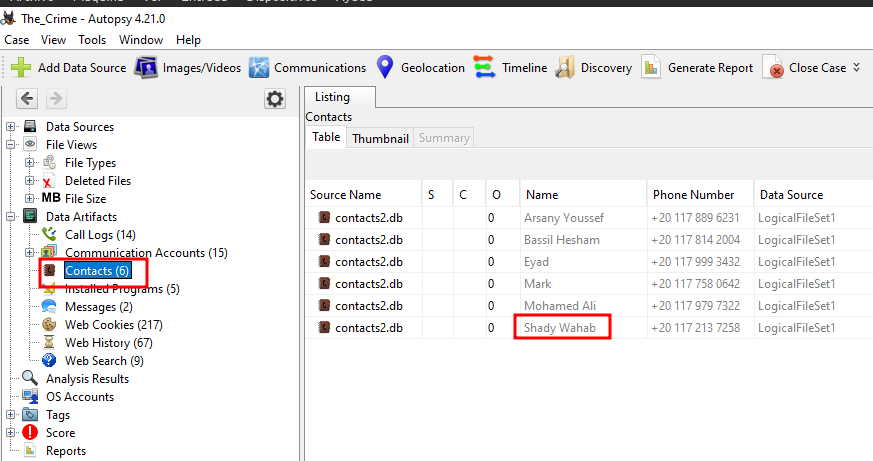 The_Crime - Autopsy 4.21.0
Case View Tools Window Help
Add Data Source Images/Videos Communications Geolocation Timeline Discovery Generate Report Close Case
Listing
Contacts
Table Thumbnail Summary
Source Name S C O Name Phone Number Data Source
contacts2.db 0 Arsany Youssef +20 117 889 6231 LogicalFileSet1
contacts2.db 0 Bassil Hesham +20 117 814 2004 LogicalFileSet1
contacts2.db 0 Eyad +20 117 999 3432 LogicalFileSet1
contacts2.db 0 Mark +20 117 758 0642 LogicalFileSet1
contacts2.db 0 Mohamed Ali +20 117 979 7322 LogicalFileSet1
contacts2.db 0 Shady Wahab +20 117 213 7258 LogicalFileSet1
Data Sources
File Views
File Types
Deleted Files
MB File Size
Data Artifacts
Call Logs (14)
Communication Accounts (15)
Contacts (6)
Installed Programs (5)
Messages (2)
Web Cookies (217)
Web History (67)
Web Search (9)
Analysis Results
OS Accounts
Tags
Score
Reports